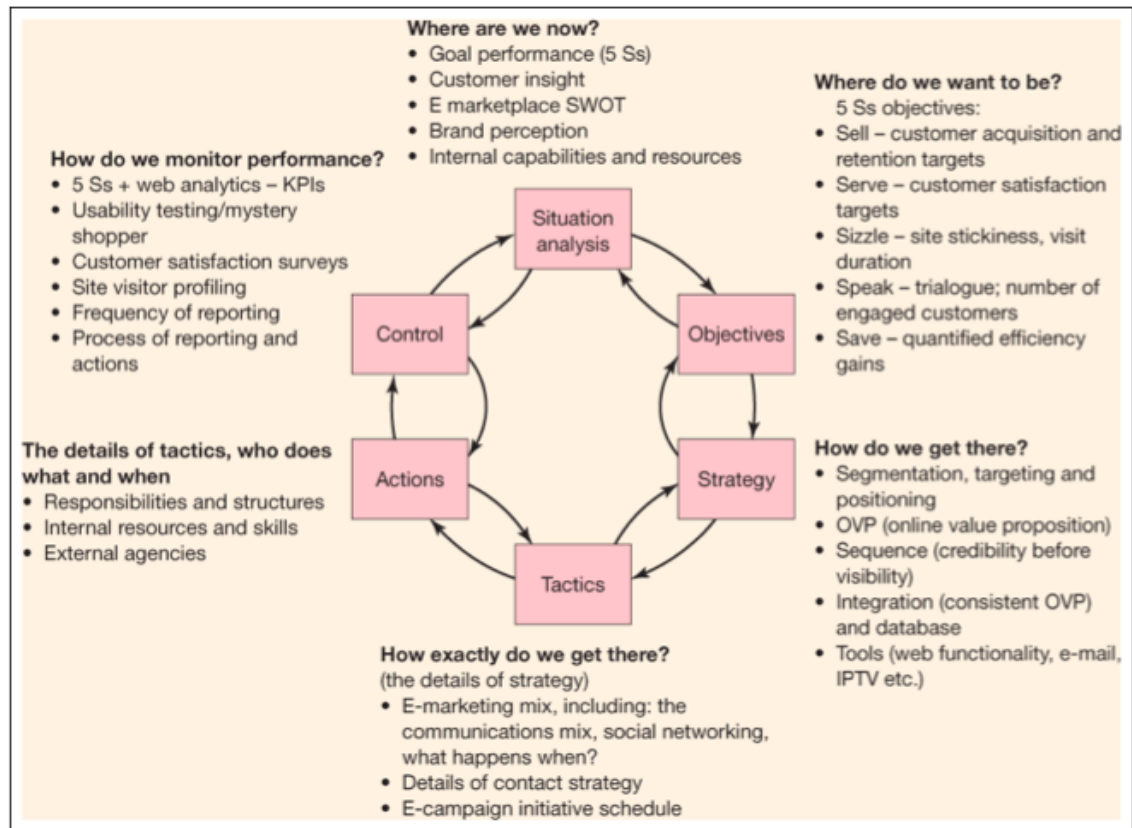 Where are we now?
• Goal performance (5 Ss)
• Customer insight
• E marketplace SWOT
• Brand perception
• Internal capabilities and resources
Where do we want to be?
5 Ss objectives:
• Sell – customer acquisition and
retention targets
• Serve – customer satisfaction
targets
• Sizzle – site stickiness, visit
duration
• Speak – trialogue; number of
engaged customers
• Save – quantified efficiency
gains
How do we monitor performance?
• 5 Ss + web analytics – KPIs
• Usability testing/mystery
shopper
• Customer satisfaction surveys
• Site visitor profiling
• Frequency of reporting
• Process of reporting and
actions
Situation
analysis
Control
Objectives
Actions
Strategy
Tactics
The details of tactics, who does
what and when
• Responsibilities and structures
• Internal resources and skills
• External agencies
How do we get there?
• Segmentation, targeting and
positioning
• OVP (online value proposition)
• Sequence (credibility before
visibility)
• Integration (consistent OVP)
and database
• Tools (web functionality, e-mail,
IPTV etc.)
How exactly do we get there?
(the details of strategy)
• E-marketing mix, including: the
communications mix, social networking,
what happens when?
• Details of contact strategy
• E-campaign initiative schedule